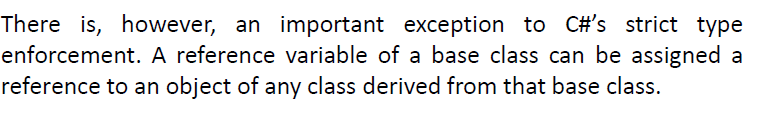 There is, however, an important exception to C#'s strict type
enforcement. A reference variable of a base class can be assigned a
reference to an object of any class derived from that base class.